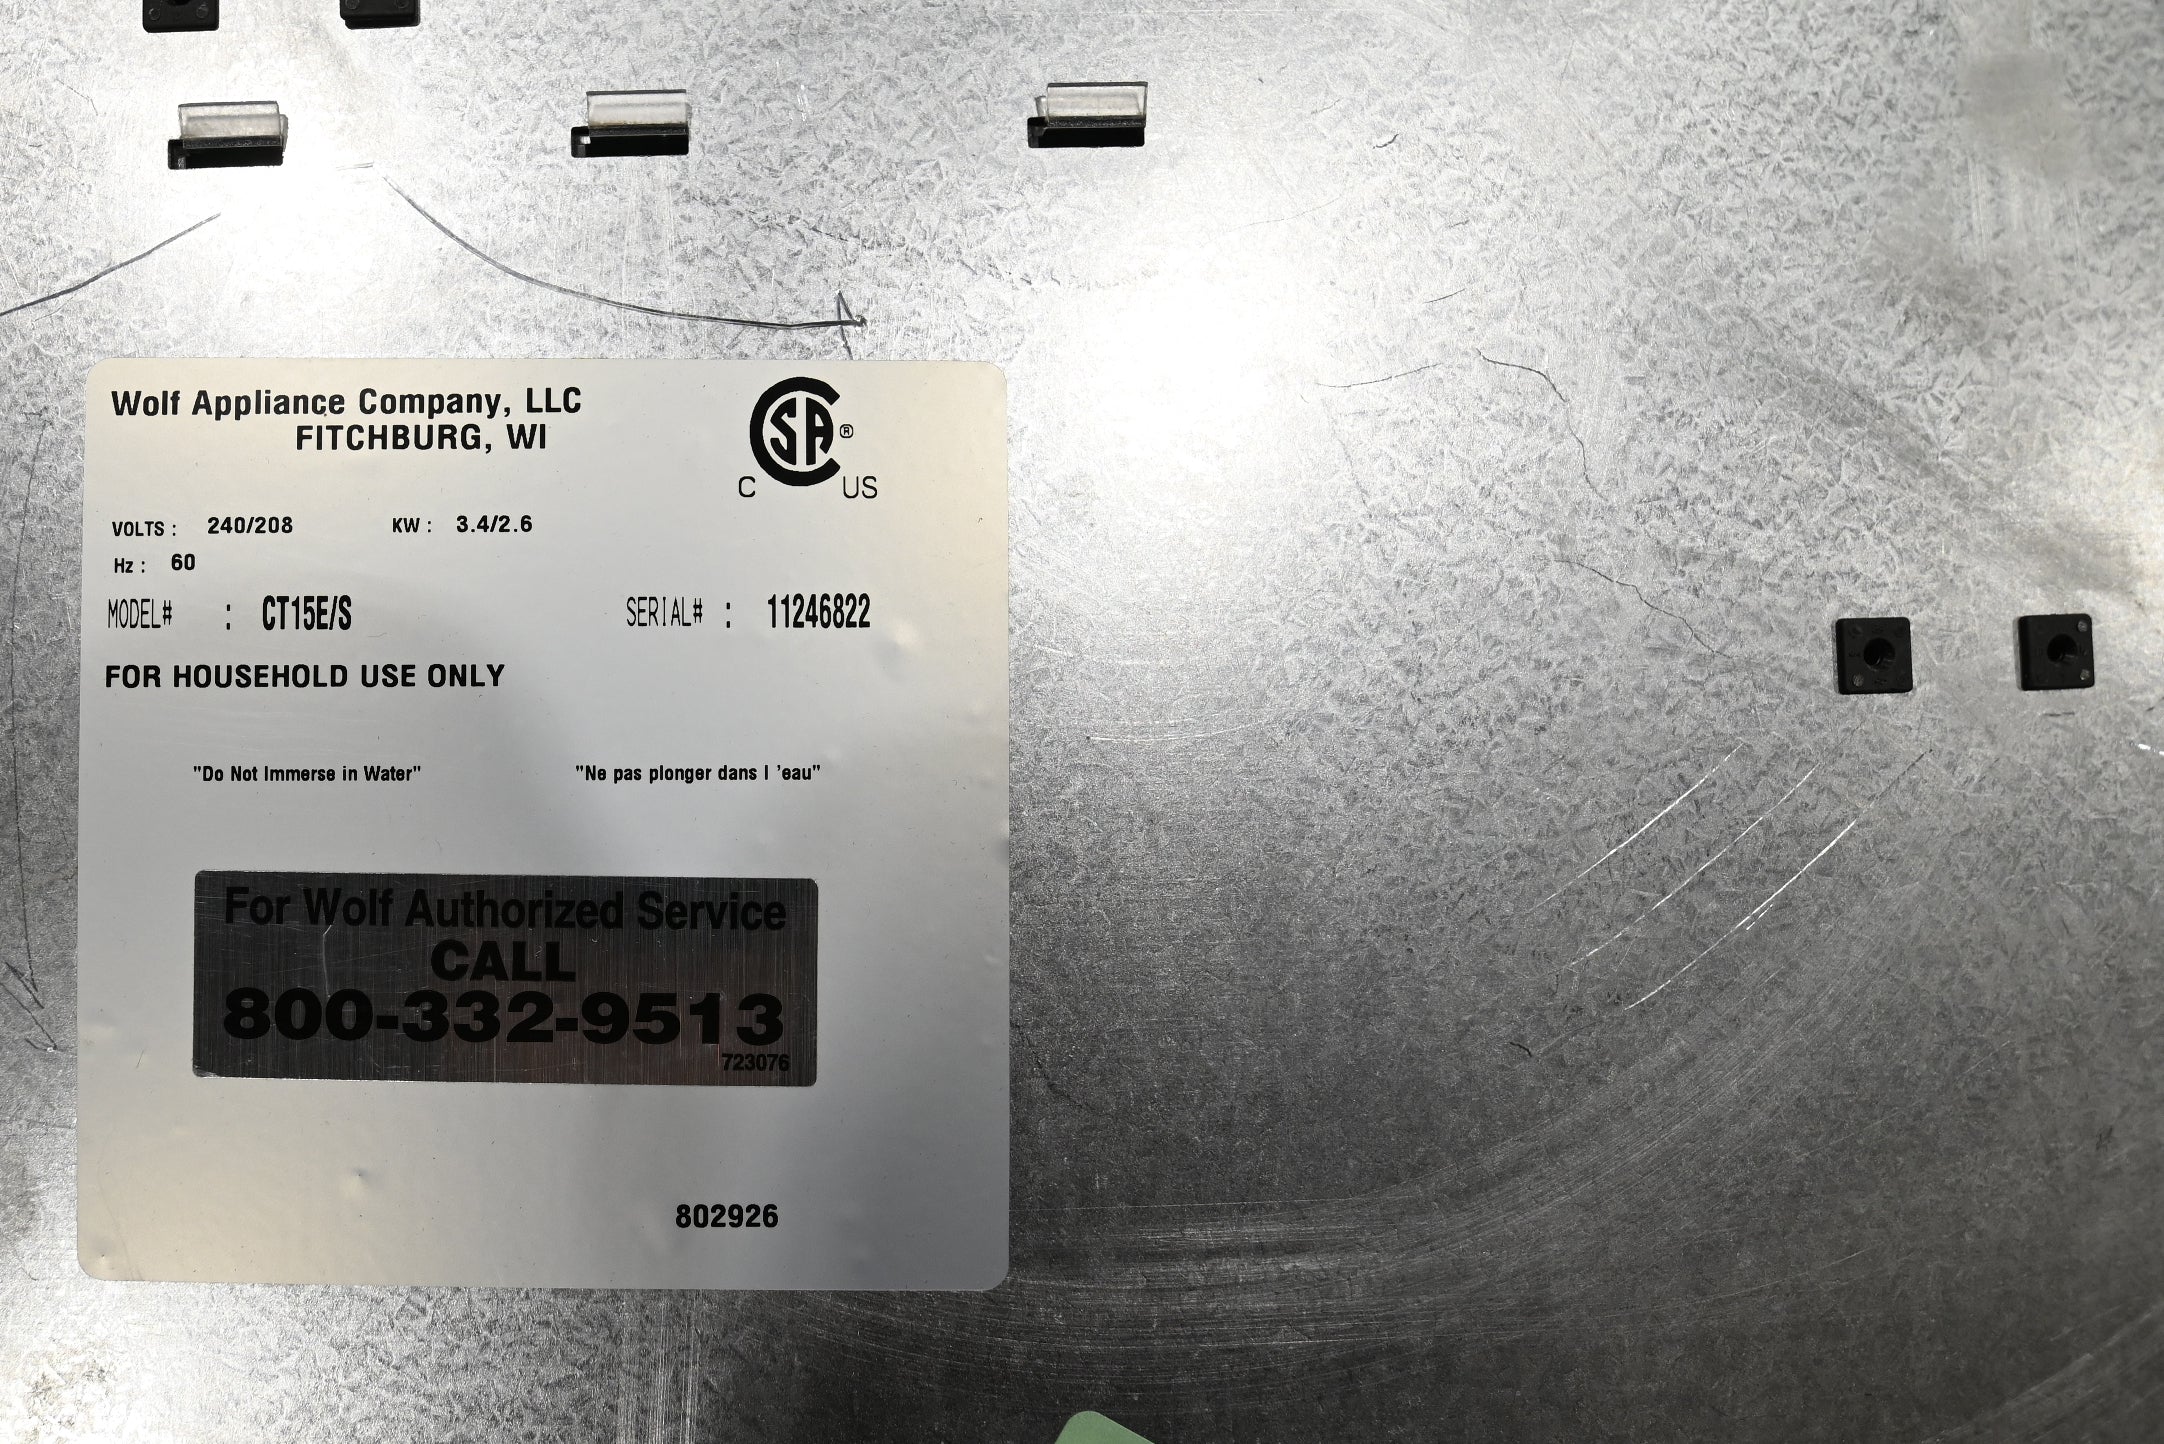 Wolf Appliance Company, LLC
FITCHBURG, WI
CSA ®
C US
VOLTS : 240/208 KW : 3.4/2.6
Hz : 60
MODEL# : CT15E/S SERIAL# : 11246822
FOR HOUSEHOLD USE ONLY
"Do Not Immerse in Water" "Ne pas plonger dans l 'eau"
For Wolf Authorized Service
CALL
800-332-9513
723076
802926